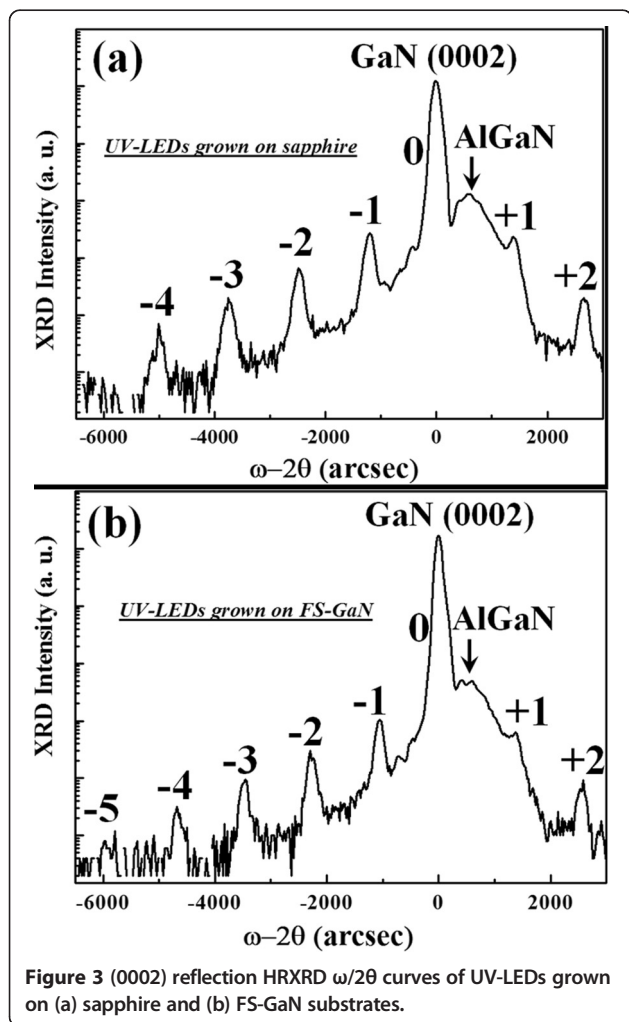 (a)
GaN (0002)
UV-LEDs grown on sapphire
0
AlGaN
-1
+1
-2
-3
+2
-4
XRD Intensity (a. u.)
-6000 -4000 -2000 0 2000
ω−2θ (arcsec)
(b)
GaN (0002)
UV-LEDs grown on FS-GaN
0
AlGaN
-1
+1
-2
-3
+2
-4
-5
XRD Intensity (a. u.)
-6000 -4000 -2000 0 2000
ω−2θ (arcsec)
Figure 3 (0002) reflection HRXRD ω/2θ curves of UV-LEDs grown
on (a) sapphire and (b) FS-GaN substrates.